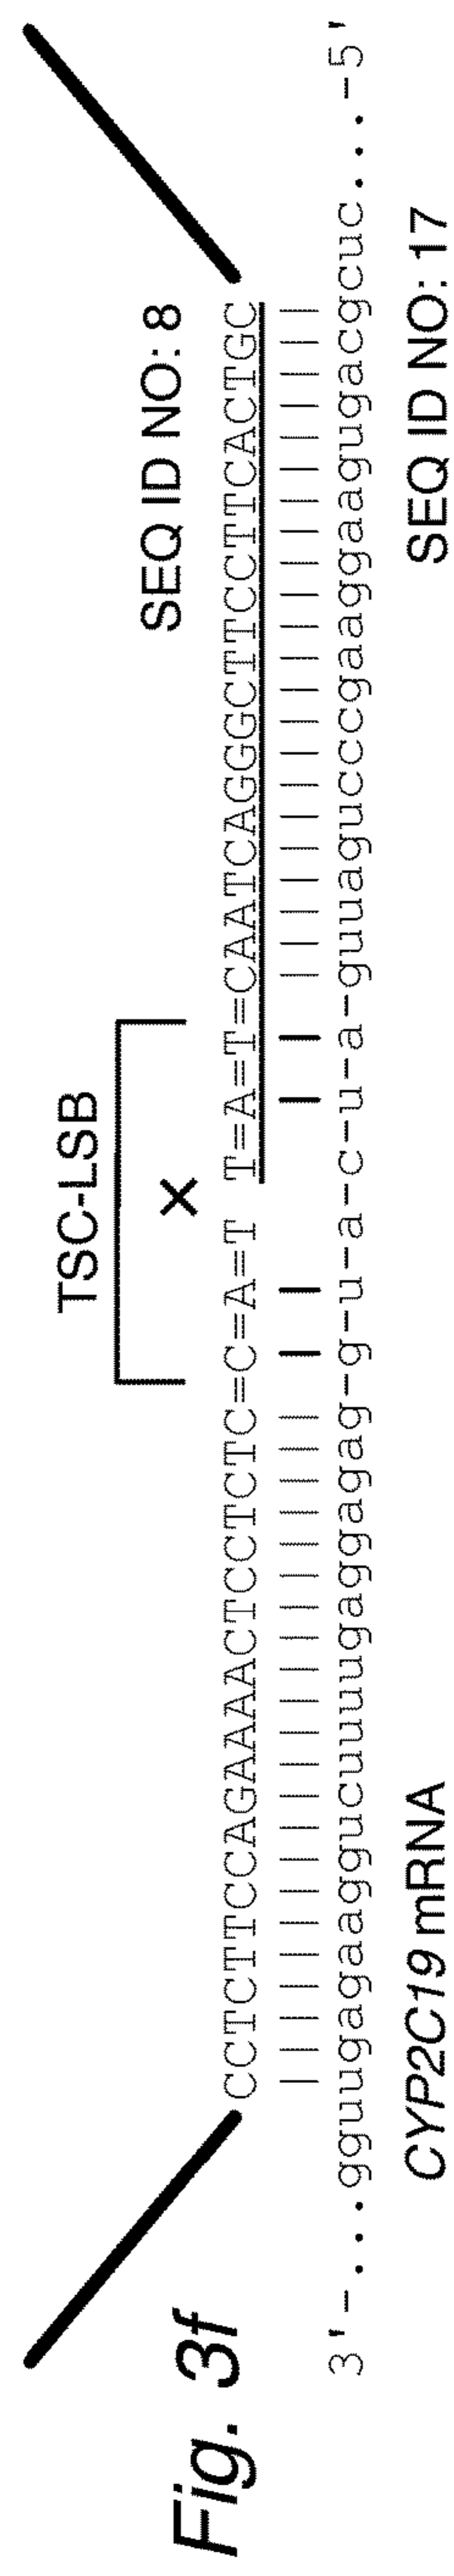 Fig. 3f
TSC-LSB
×
SEQ ID NO: 8
CCTCTTCCAGAAAACTCCTCTC=C=A=T T=A=T=CAATCAGGGCTTCCTTCACTGC
3'-...gguugagaaggucuuuugaggagag-g-u-a-c-u-a-guuagucccgaaggaagugacgcuc...-5'
CYP2C19 mRNA SEQ ID NO: 17